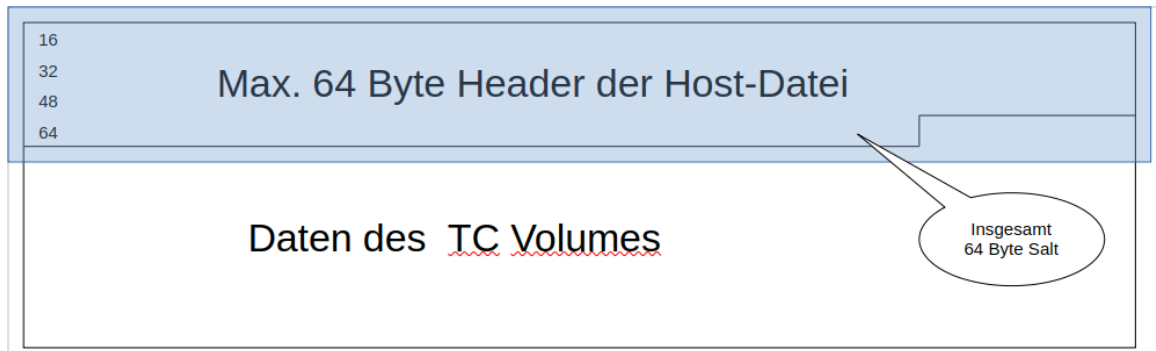 16
32
48
64
Max. 64 Byte Header der Host-Datei
Daten des  TC Volumes
Insgesamt
64 Byte Salt